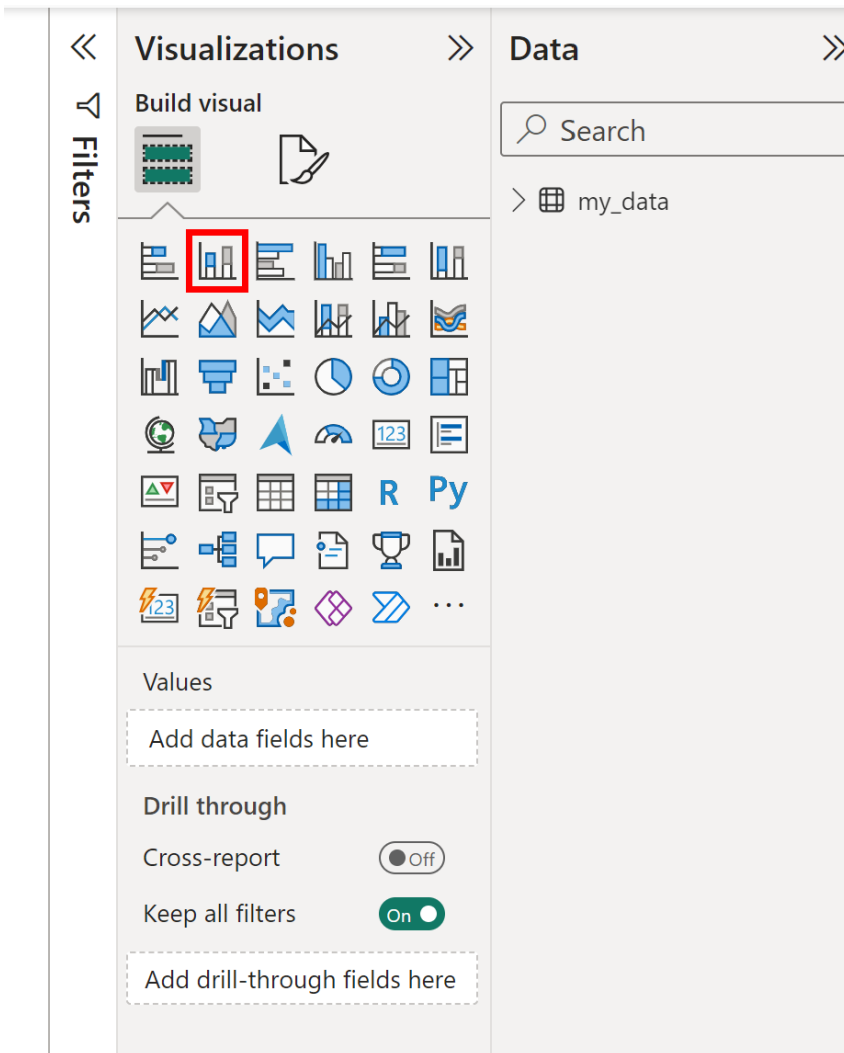 Filters
Visualizations
Build visual
123
R
Py
123
Values
Add data fields here
Drill through
Cross-report
Off
Keep all filters
On
Add drill-through fields here
Data
Search
my_data